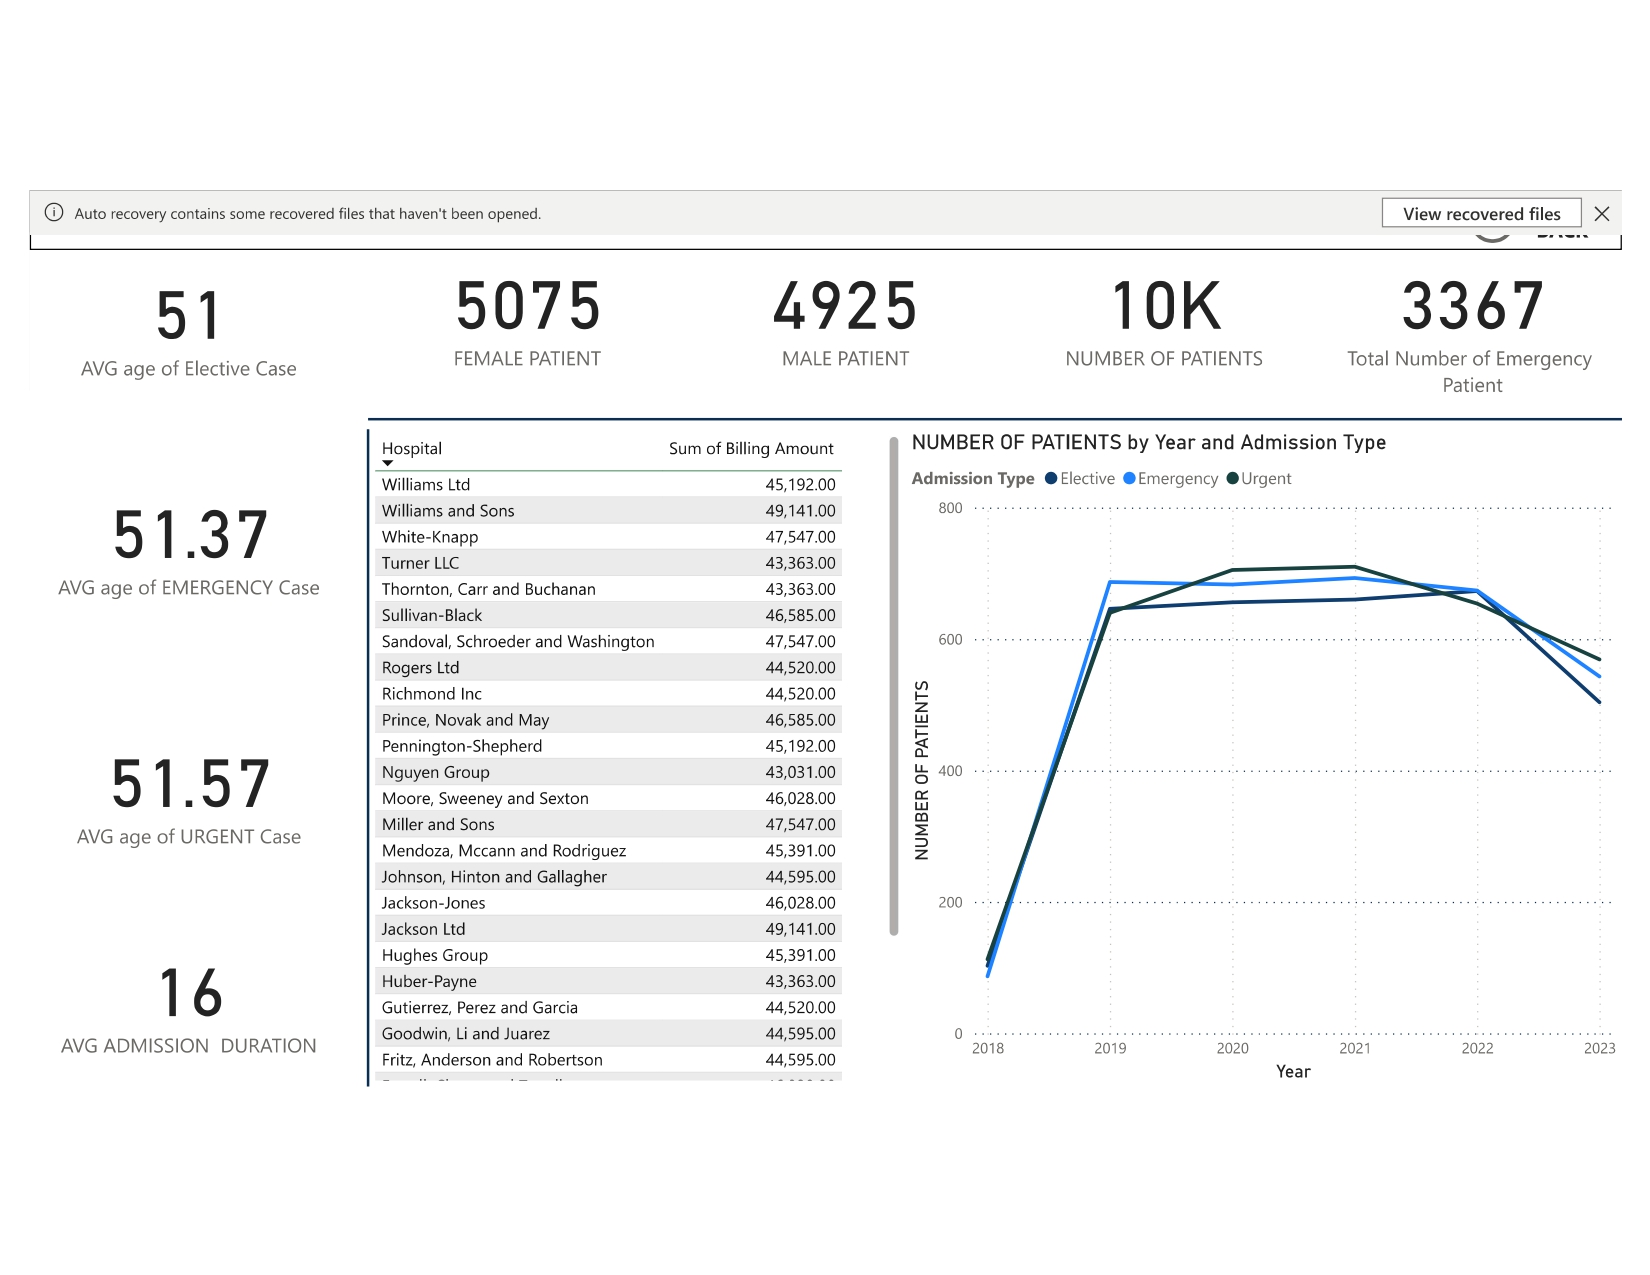 Auto recovery contains some recovered files that haven't been opened.
View recovered files
BACK
51
AVG age of Elective Case
5075
FEMALE PATIENT
4925
MALE PATIENT
10K
NUMBER OF PATIENTS
3367
Total Number of Emergency
Patient
51.37
AVG age of EMERGENCY Case
51.57
AVG age of URGENT Case
16
AVG ADMISSION DURATION
Hospital Sum of Billing Amount
Williams Ltd 45,192.00
Williams and Sons 49,141.00
White-Knapp 47,547.00
Turner LLC 43,363.00
Thornton, Carr and Buchanan 43,363.00
Sullivan-Black 46,585.00
Sandoval, Schroeder and Washington 47,547.00
Rogers Ltd 44,520.00
Richmond Inc 44,520.00
Prince, Novak and May 46,585.00
Pennington-Shepherd 45,192.00
Nguyen Group 43,031.00
Moore, Sweeney and Sexton 46,028.00
Miller and Sons 47,547.00
Mendoza, Mccann and Rodriguez 45,391.00
Johnson, Hinton and Gallagher 44,595.00
Jackson-Jones 46,028.00
Jackson Ltd 49,141.00
Hughes Group 45,391.00
Huber-Payne 43,363.00
Gutierrez, Perez and Garcia 44,520.00
Goodwin, Li and Juarez 44,595.00
Fritz, Anderson and Robertson 44,595.00
NUMBER OF PATIENTS by Year and Admission Type
Admission Type Elective Emergency Urgent
NUMBER OF PATIENTS
800
600
400
200
0
2018 2019 2020 2021 2022 2023
Year